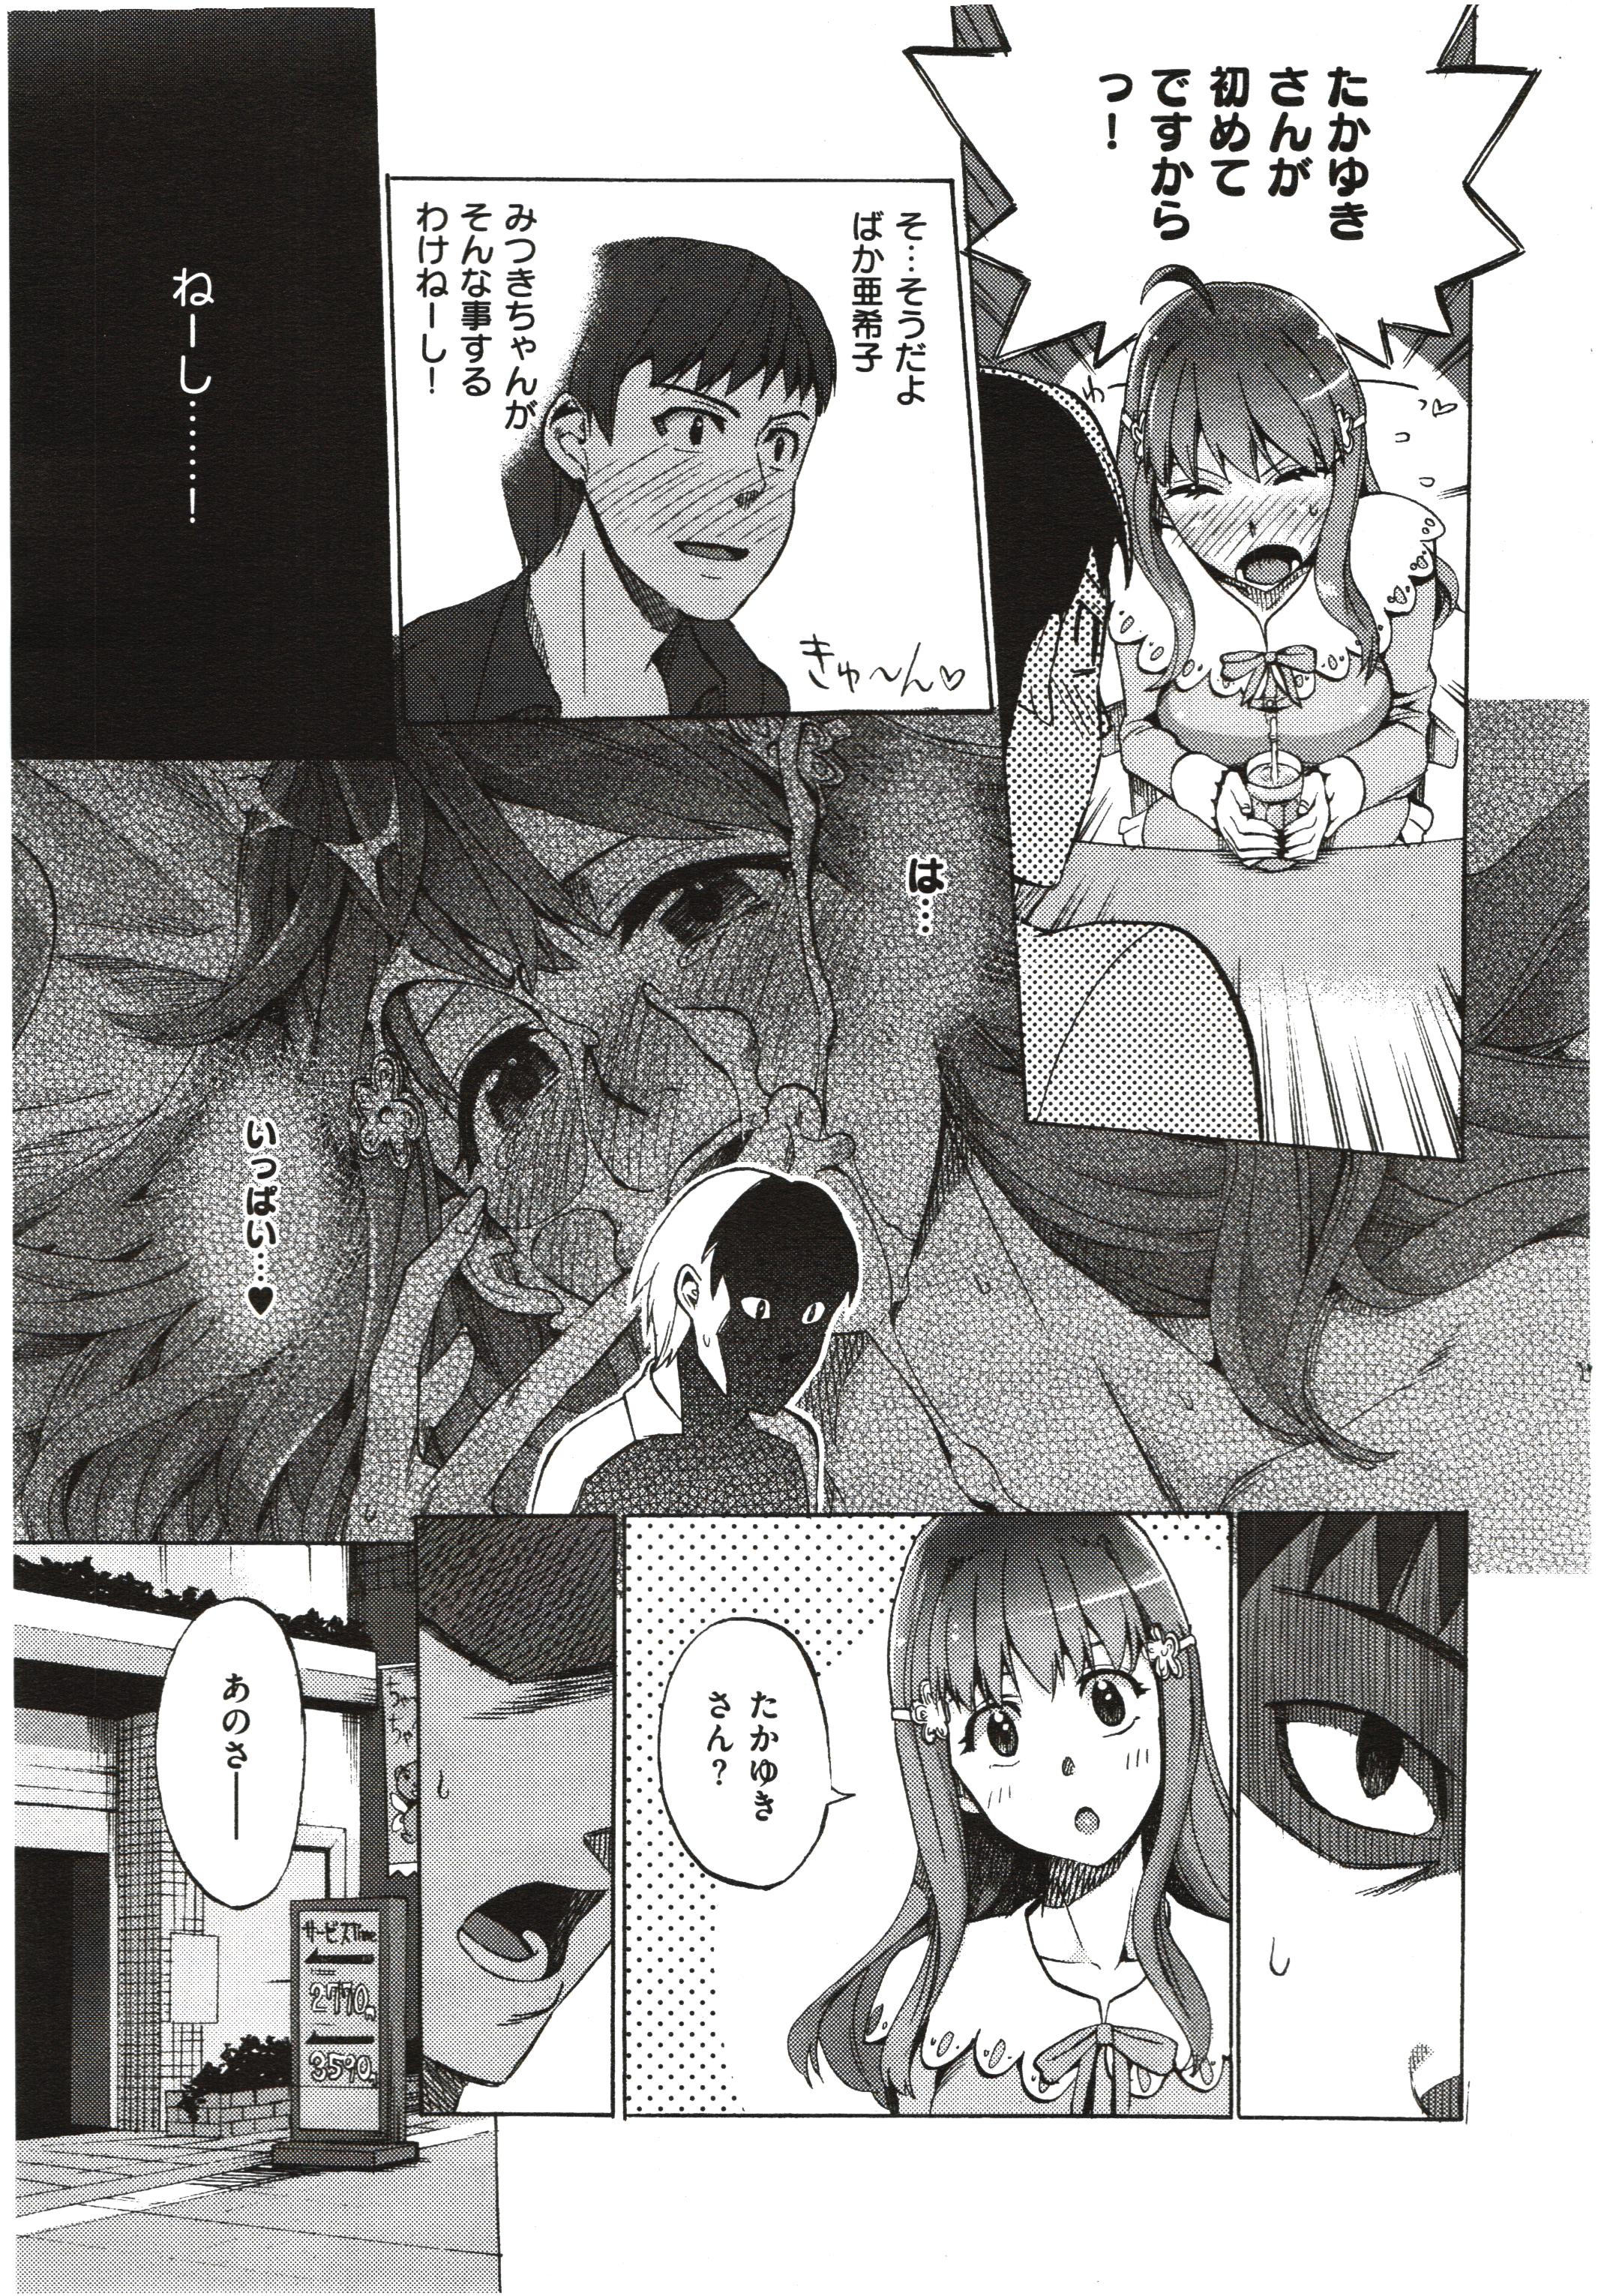 たかゆき
さんが
初めて
ですから
っ！
そ…そうだよ
ばか亜希子
みつきちゃんが
そんな事する
わけねーし！
きゅ〜ん♡
ねーし……！
は…
いっぱい…♥
たかゆき
さん？
あのさ――
サービスTime
2770
3590